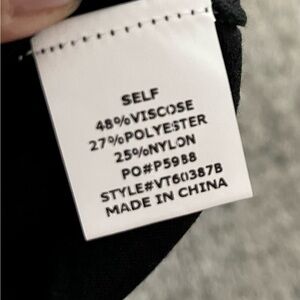 SELF
48%VISCOSE
27%POLYESTER
25%NYLON
PO#P5988
STYLE#VT60387B
MADE IN CHINA